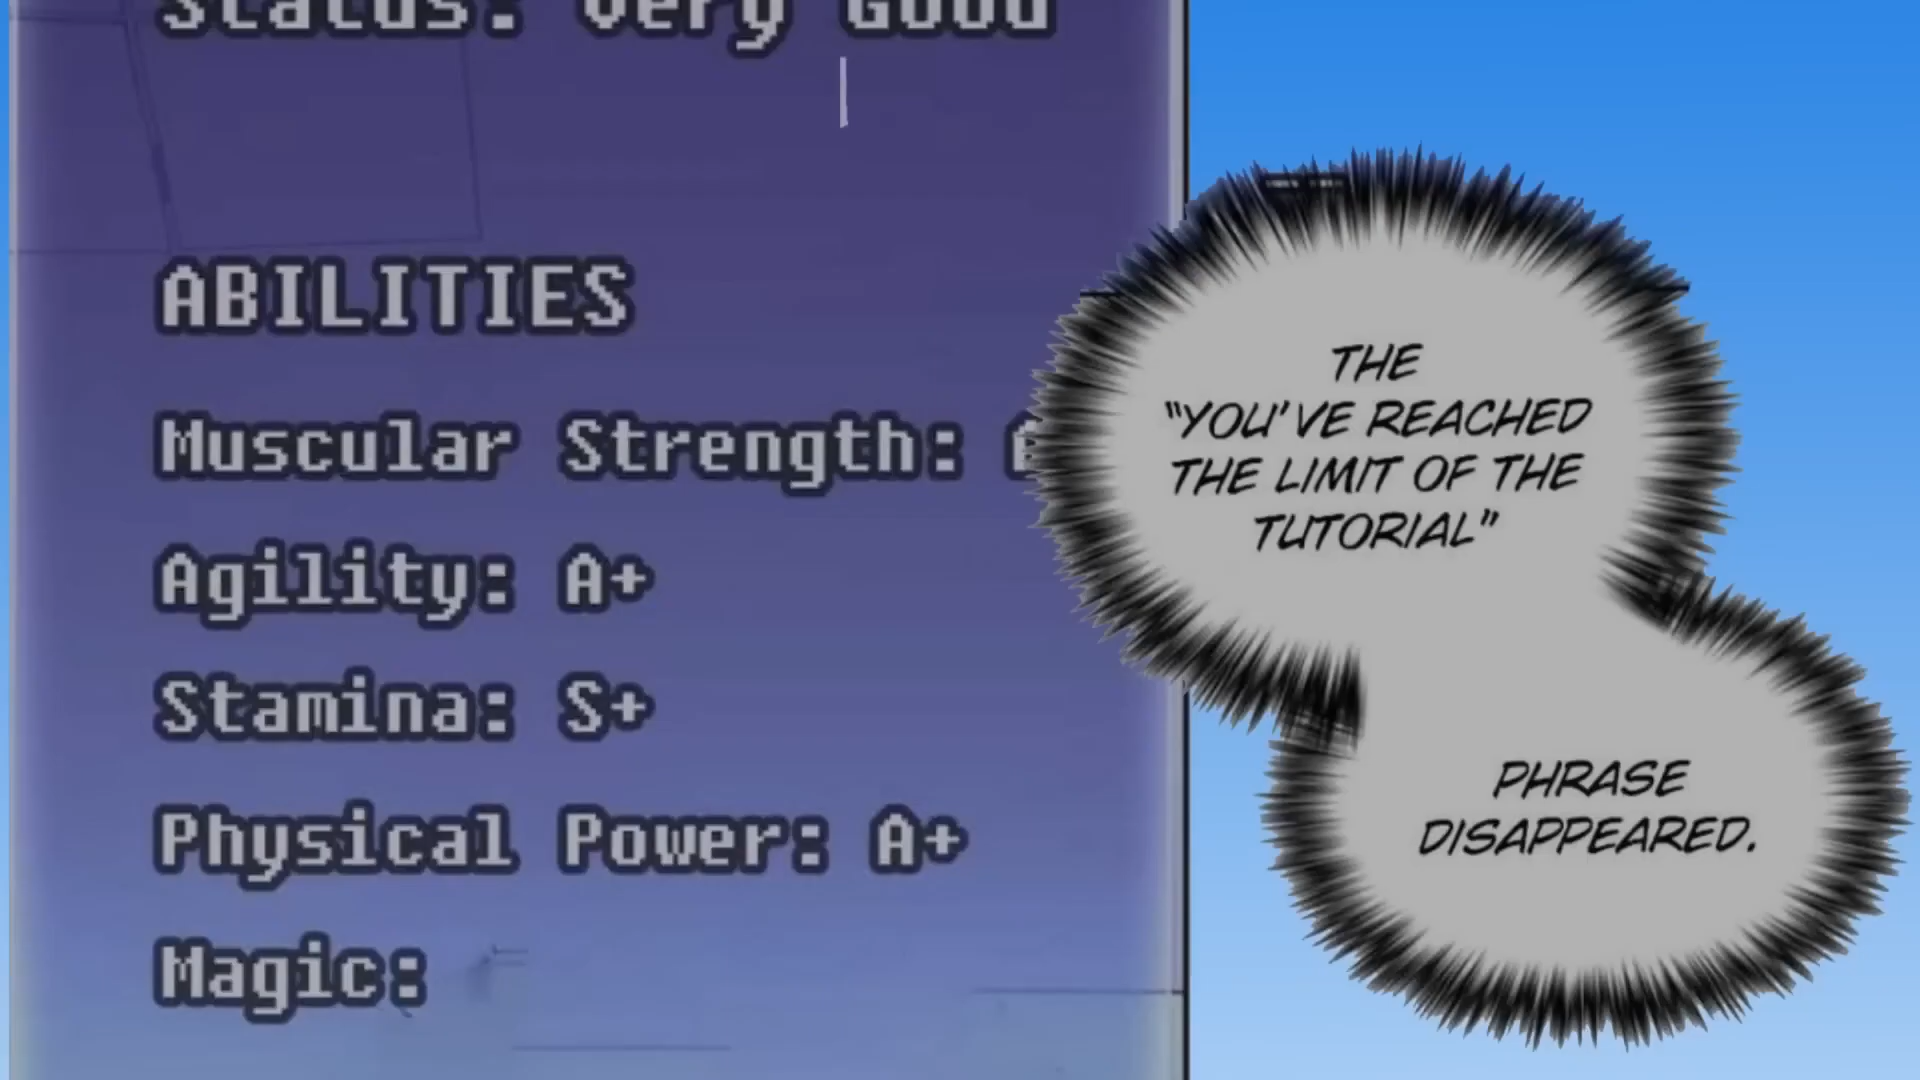 Status: Very Good
ABILITIES
Muscular Strength:
Agility: A+
Stamina: S+
Physical Power: A+
Magic:
THE
“YOU'VE REACHED
THE LIMIT OF THE
TUTORIAL”
PHRASE
DISAPPEARED.